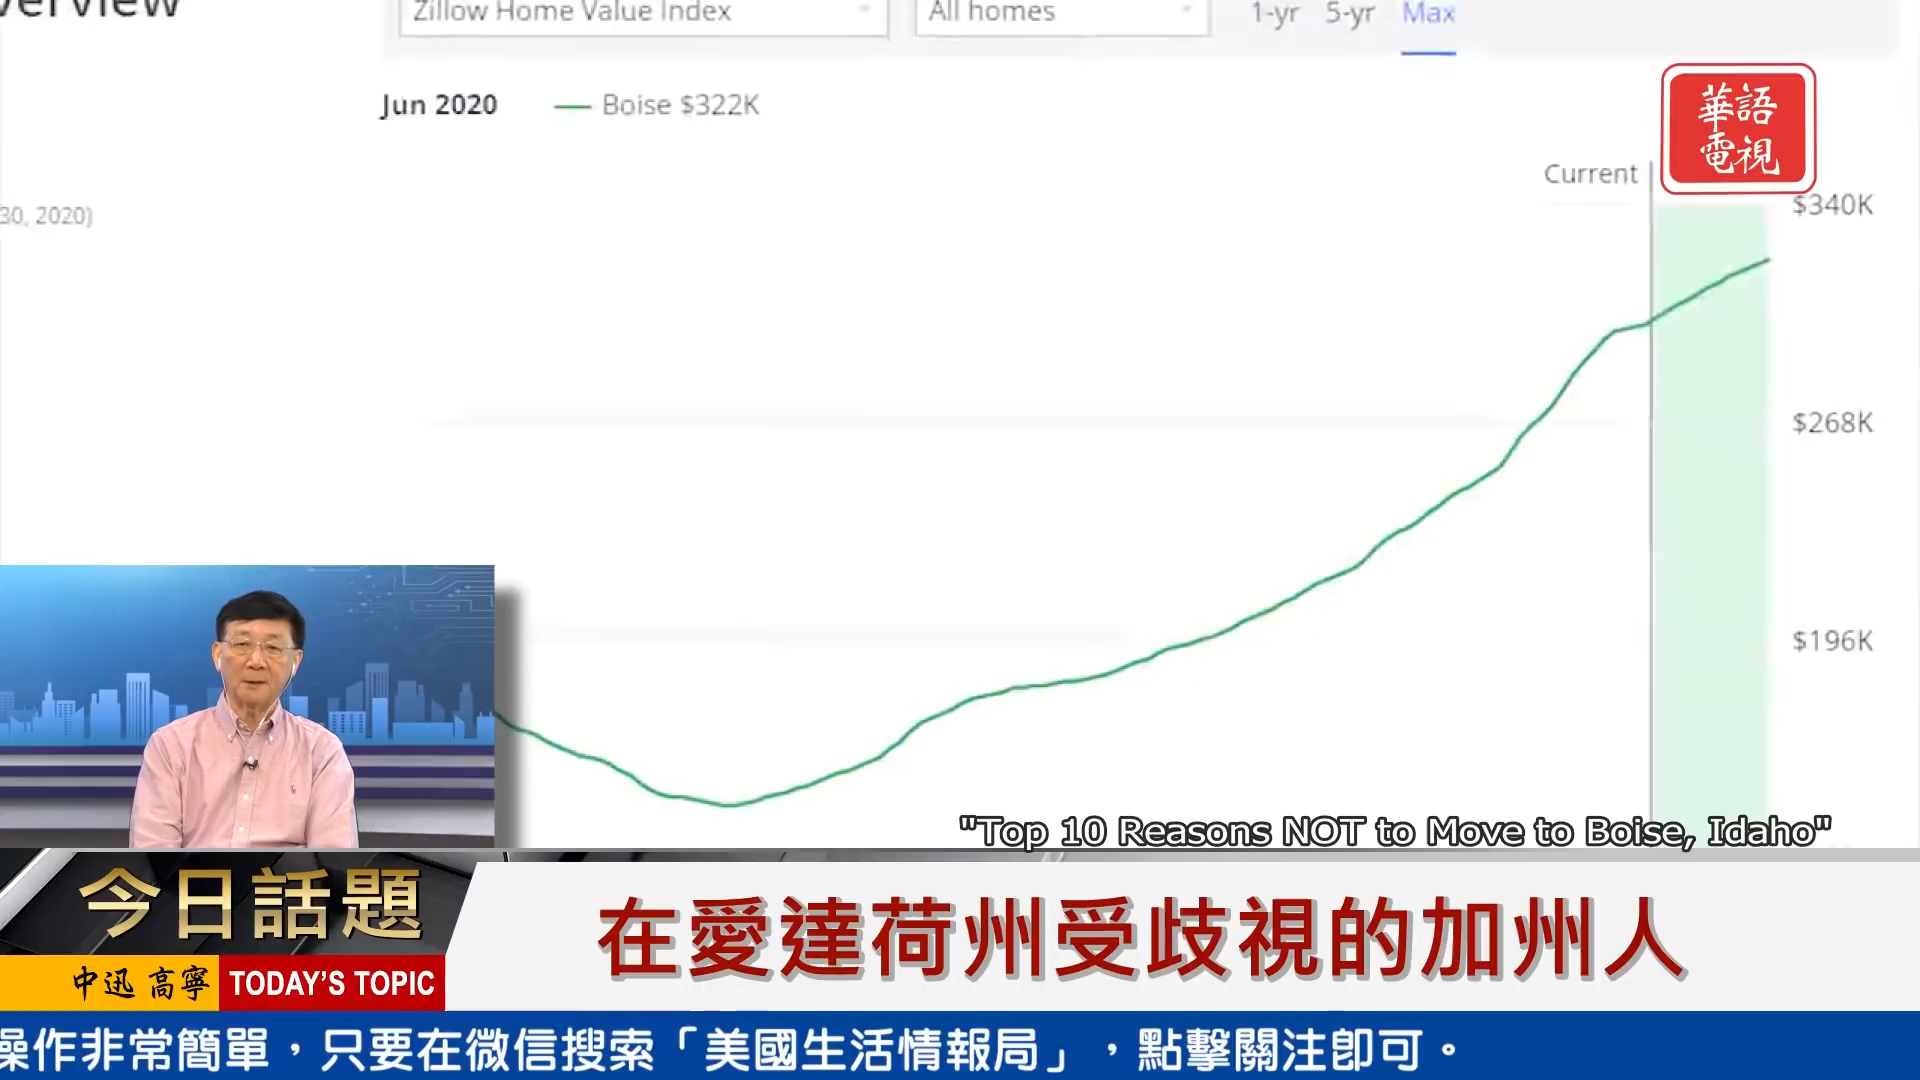 verview
Zillow Home Value Index
All homes
1-yr 5-yr Max
Jun 2020
Boise $322K
華語
電視
Current
$340K
30, 2020)
$268K
$196K
"Top 10 Reasons NOT to Move to Boise, Idaho"
今日話題
在愛達荷州受歧視的加州人
中迅 高寧
TODAY'S TOPIC
操作非常簡單，只要在微信搜索「美國生活情報局」，點擊關注即可。